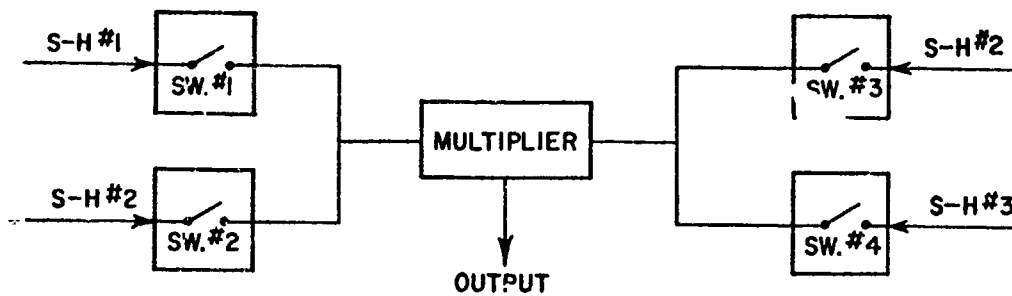 S-H #1
SW. #1
S-H #2
SW. #2
MULTIPLIER
OUTPUT
S-H #2
SW. #3
S-H #3
SW. #4